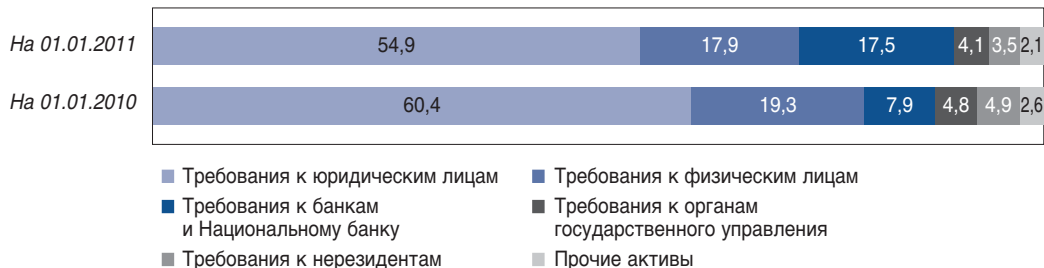 На 01.01.2011 54,9 17,9 17,5 4,1 3,5 2,1
На 01.01.2010 60,4 19,3 7,9 4,8 4,9 2,6
Требования к юридическим лицам
Требования к физическим лицам
Требования к банкам
и Национальному банку
Требования к органам
государственного управления
Требования к нерезидентам
Прочие активы